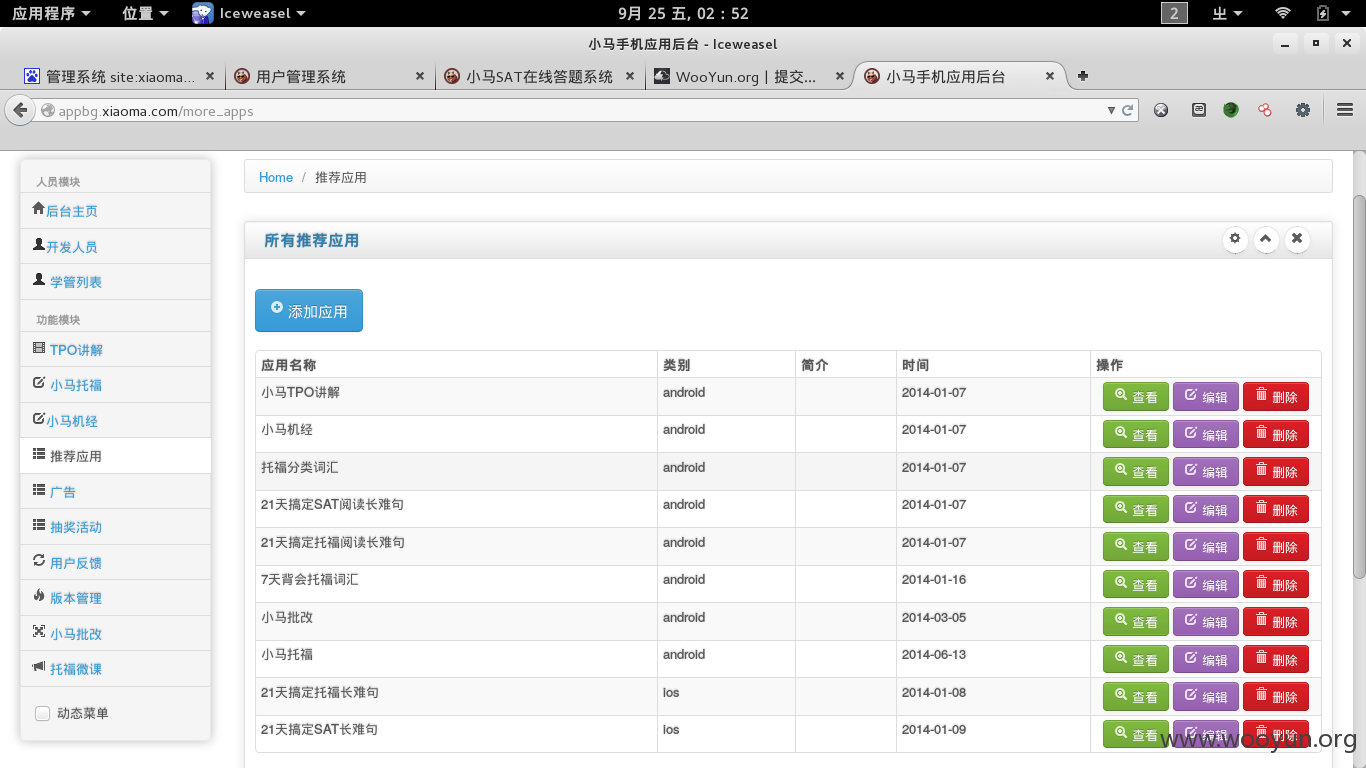 应用程序 位置 Iceweasel 9月 25 五, 02：52 2
小马手机应用后台 - Iceweasel
管理系统 site:xiaoma... 用户管理系统 小马SAT在线答题系统 WooYun.org | 提交... 小马手机应用后台
appbg.xiaoma.com/more_apps
人员模块
后台主页
开发人员
学管列表
功能模块
TPO讲解
小马托福
小马机经
推荐应用
广告
抽奖活动
用户反馈
版本管理
小马批改
托福微课
动态菜单
Home / 推荐应用
所有推荐应用
添加应用
应用名称 类别 简介 时间 操作
小马TPO讲解 android 2014-01-07 查看 编辑 删除
小马机经 android 2014-01-07 查看 编辑 删除
托福分类词汇 android 2014-01-07 查看 编辑 删除
21天搞定SAT阅读长难句 android 2014-01-07 查看 编辑 删除
21天搞定托福阅读长难句 android 2014-01-07 查看 编辑 删除
7天背会托福词汇 android 2014-01-16 查看 编辑 删除
小马批改 android 2014-03-05 查看 编辑 删除
小马托福 android 2014-06-13 查看 编辑 删除
21天搞定托福长难句 ios 2014-01-08 查看 编辑 删除
21天搞定SAT长难句 ios 2014-01-09 查看 编辑 删除
www.wooyun.org